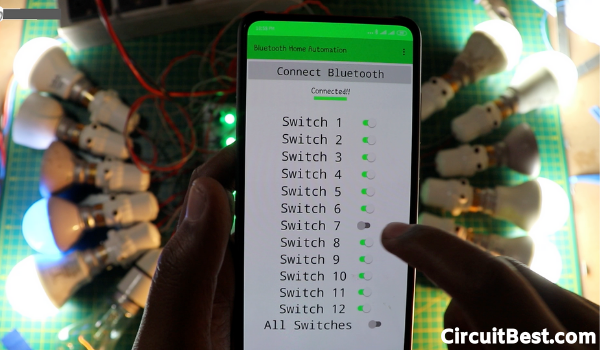 Bluetooth Home Automation
Connect Bluetooth
Connected!!
Switch 1
Switch 2
Switch 3
Switch 4
Switch 5
Switch 6
Switch 7
Switch 8
Switch 9
Switch 10
Switch 11
Switch 12
All Switches
CircuitBest.com